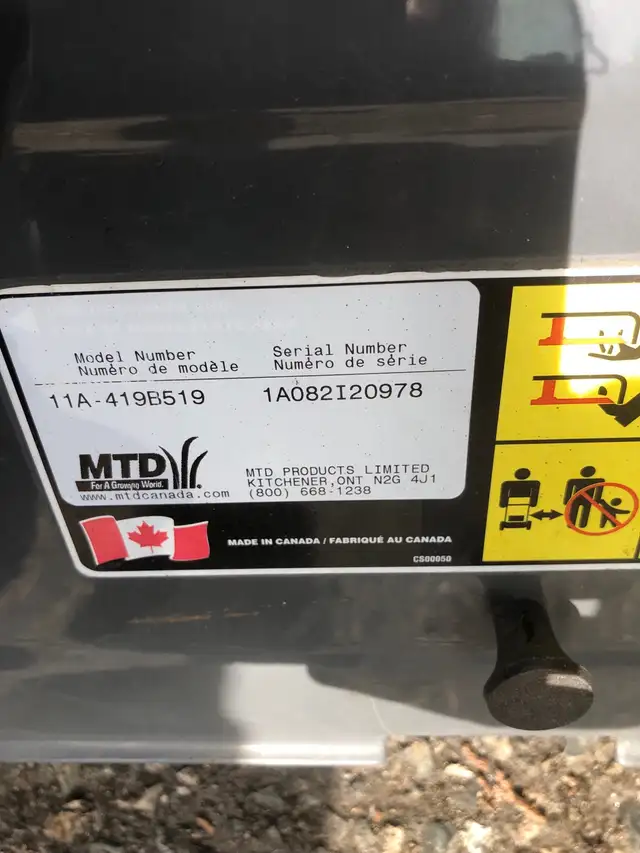 Model Number
Numéro de modèle
Serial Number
Numéro de série
11A-419B519
1A082I20978
MTD
For A Growing World.
www.mtdcanada.com
MTD PRODUCTS LIMITED
KITCHENER,ONT N2G 4J1
(800) 668-1238
MADE IN CANADA / FABRIQUÉ AU CANADA
CS00050